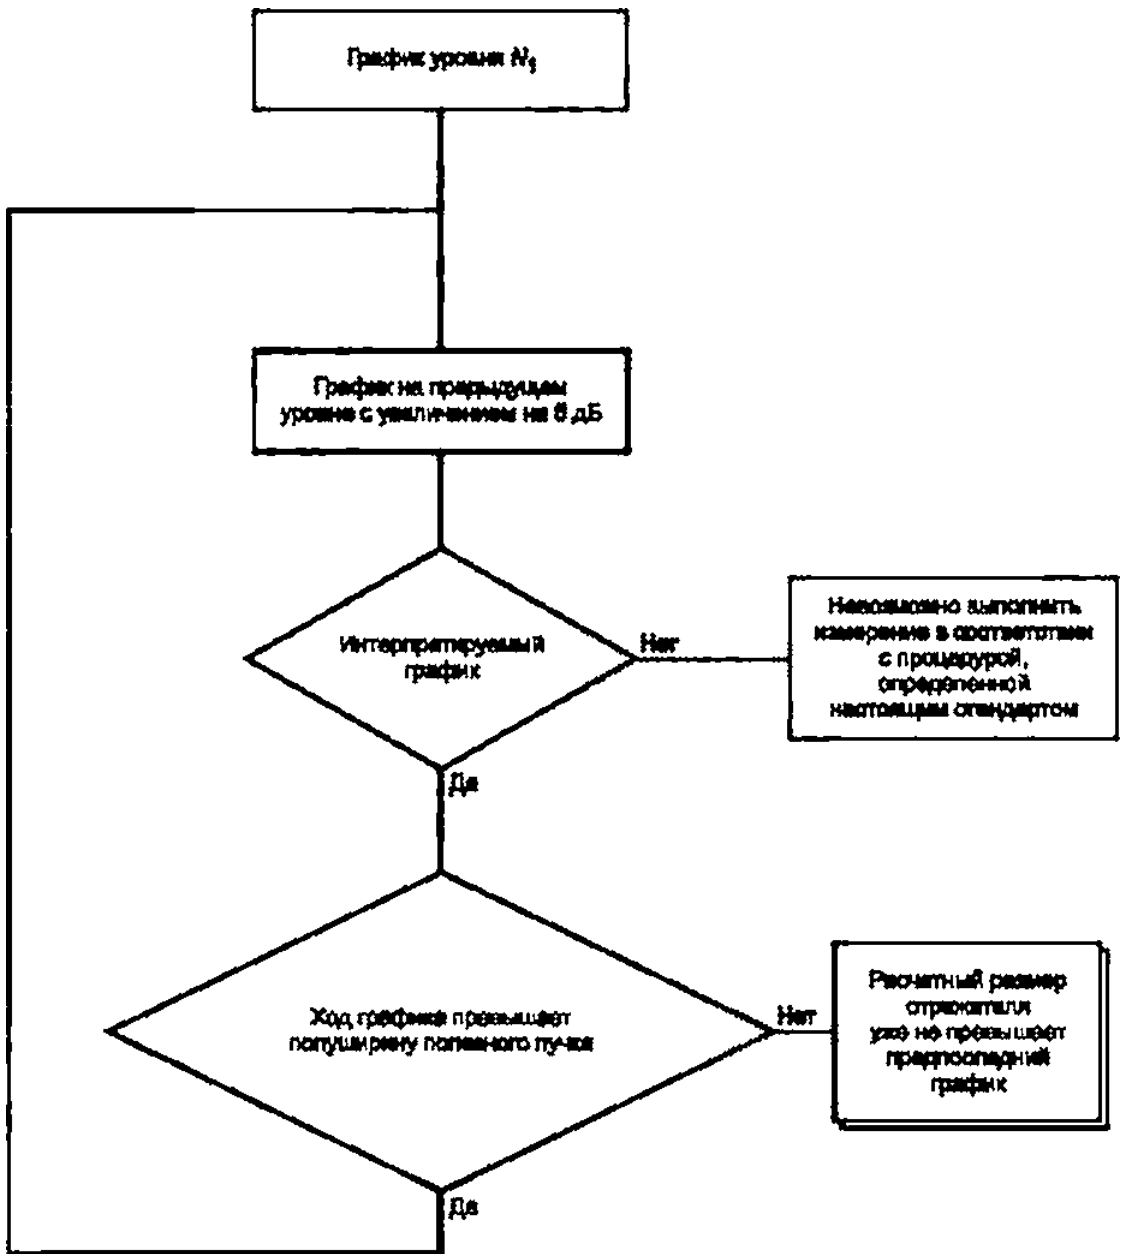 График уровня N₁
График на предыдущем
уровне с увеличением на 6 дБ
Интерпретируемый
график
Нет
Невозможно выполнить
измерение в соответствии
с процедурой,
определенной
настоящим стандартом
Да
Ход графика превышает
полуширину полезного пучка
Нет
Расчетный размер
отражателя
уже не превышает
предпоследний
график
Да